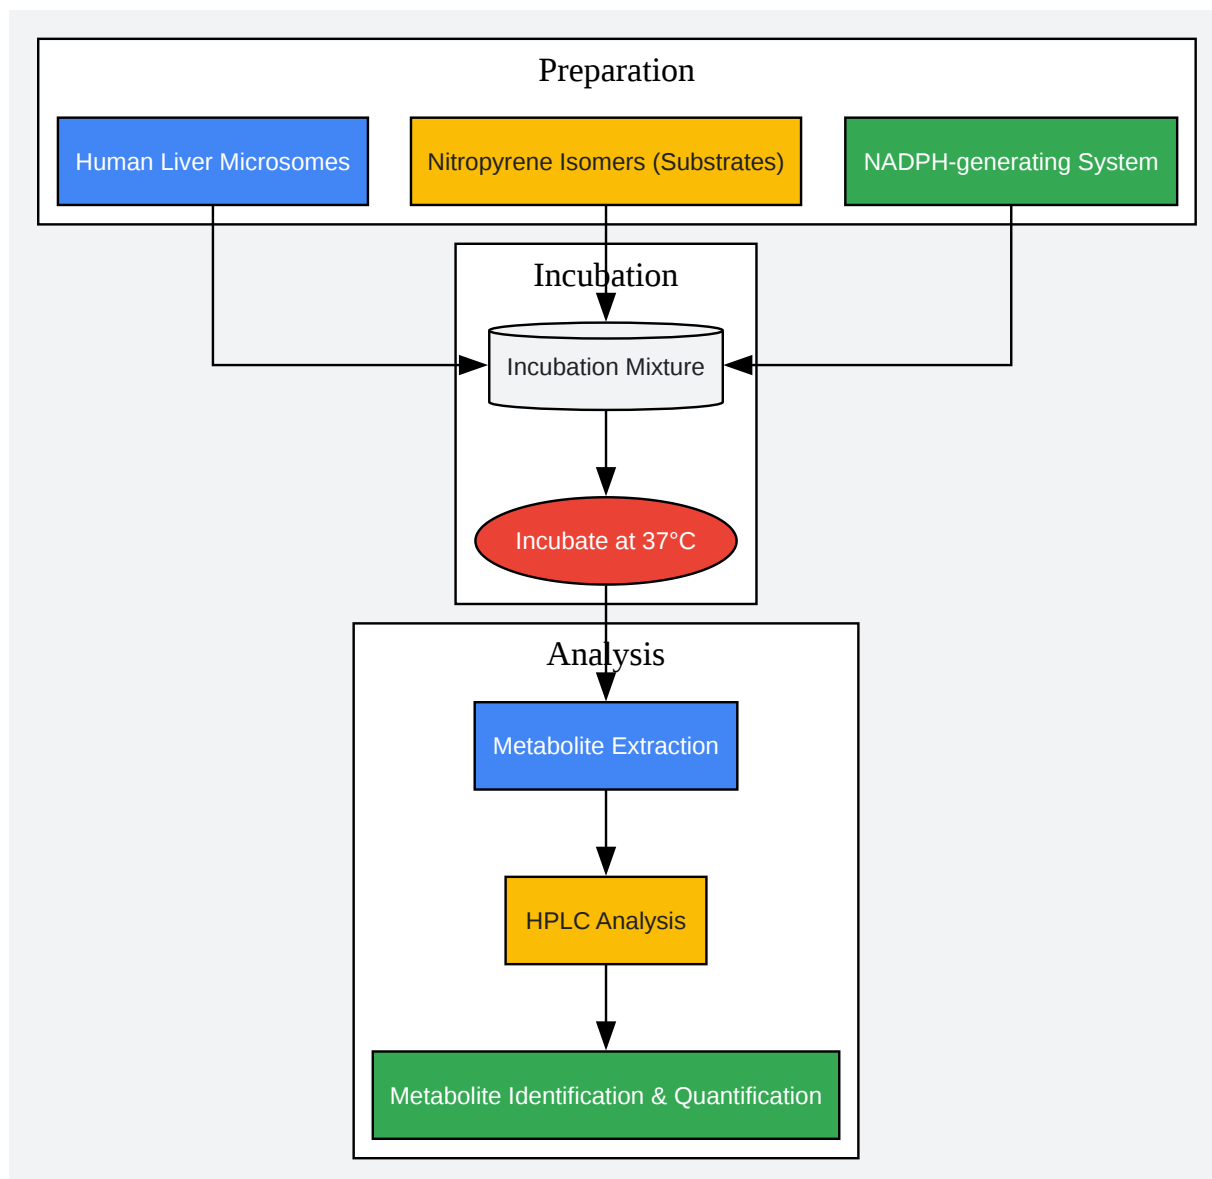 Preparation
Human Liver Microsomes
Nitropyrene Isomers (Substrates)
NADPH-generating System
Incubation
Incubation Mixture
Incubate at 37°C
Analysis
Metabolite Extraction
HPLC Analysis
Metabolite Identification & Quantification